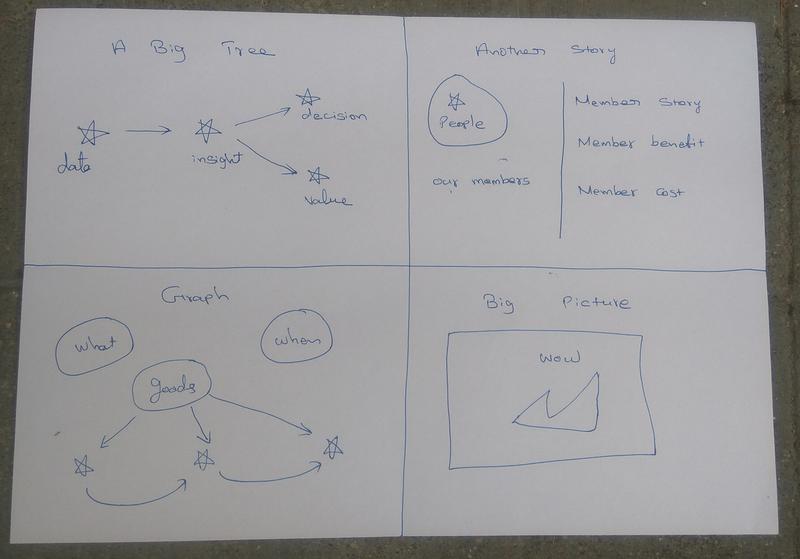 A Big Tree
data
insight
decision
value
Another Story
People
our members
Member Story
Member benefit
Member Cost
Graph
what
when
goods
Big Picture
WOW